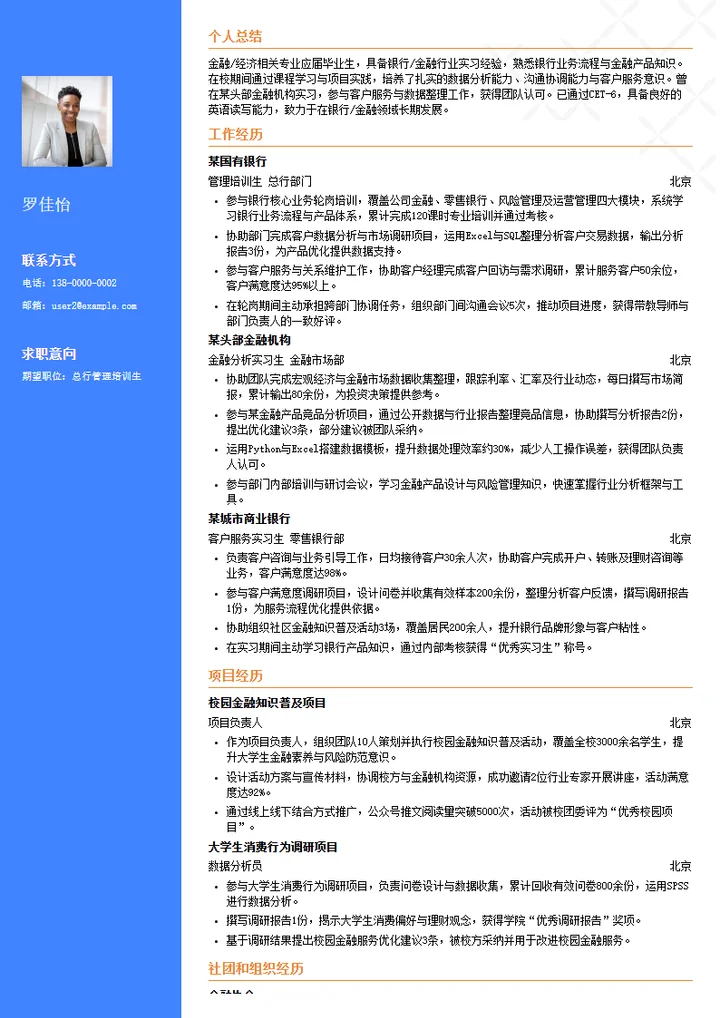 罗佳怡
联系方式
电话：138-0000-0002
邮箱：user2@example.com
求职意向
期望职位：总行管理培训生
个人总结
金融/经济相关专业应届毕业生，具备银行/金融行业实习经验，熟悉银行业务流程与金融产品知识。
在校期间通过课程学习与项目实践，培养了扎实的数据分析能力、沟通协调能力与客户服务意识。曾
在某头部金融机构实习，参与客户服务与数据整理工作，获得团队认可。已通过CET-6，具备良好的
英语读写能力，致力于在银行/金融领域长期发展。
工作经历
某国有银行
管理培训生 总行部门 北京
• 参与银行核心业务轮岗培训，覆盖公司金融、零售银行、风险管理及运营管理四大模块，系统学
习银行业务流程与产品体系，累计完成120课时专业培训并通过考核。
• 协助部门完成客户数据分析与市场调研项目，运用Excel与SQL整理分析客户交易数据，输出分析
报告3份，为产品优化提供数据支持。
• 参与客户服务与关系维护工作，协助客户经理完成客户回访与需求调研，累计服务客户50余位，
客户满意度达95%以上。
• 在轮岗期间主动承担跨部门协调任务，组织部门间沟通会议5次，推动项目进度，获得带教导师与
部门负责人的一致好评。
某头部金融机构
金融分析实习生 金融市场部 北京
• 协助团队完成宏观经济与金融市场数据收集整理，跟踪利率、汇率及行业动态，每日撰写市场简
报，累计输出80余份，为投资决策提供参考。
• 参与某金融产品竞品分析项目，通过公开数据与行业报告整理竞品信息，协助撰写分析报告2份，
提出优化建议3条，部分建议被团队采纳。
• 运用Python与Excel搭建数据模板，提升数据处理效率约30%，减少人工操作误差，获得团队负责
人认可。
• 参与部门内部培训与研讨会议，学习金融产品设计与风险管理知识，快速掌握行业分析框架与工
具。
某城市商业银行
客户服务实习生 零售银行部 北京
• 负责客户咨询与业务引导工作，日均接待客户30余人次，协助客户完成开户、转账及理财咨询等
业务，客户满意度达98%。
• 参与客户满意度调研项目，设计问卷并收集有效样本200余份，整理分析客户反馈，撰写调研报告
1份，为服务流程优化提供依据。
• 协助组织社区金融知识普及活动3场，覆盖居民200余人，提升银行品牌形象与客户粘性。
• 在实习期间主动学习银行产品知识，通过内部考核获得“优秀实习生”称号。
项目经历
校园金融知识普及项目
项目负责人 北京
• 作为项目负责人，组织团队10人策划并执行校园金融知识普及活动，覆盖全校3000余名学生，提
升大学生金融素养与风险防范意识。
• 设计活动方案与宣传材料，协调校方与金融机构资源，成功邀请2位行业专家开展讲座，活动满意
度达92%。
• 通过线上线下结合方式推广，公众号推文阅读量突破5000次，活动被校团委评为“优秀校园项
目”。
大学生消费行为调研项目
数据分析员 北京
• 参与大学生消费行为调研项目，负责问卷设计与数据收集，累计回收有效问卷800余份，运用SPSS
进行数据分析。
• 撰写调研报告1份，揭示大学生消费偏好与理财观念，获得学院“优秀调研报告”奖项。
• 基于调研结果提出校园金融服务优化建议3条，被校方采纳并用于改进校园金融服务。
社团和组织经历